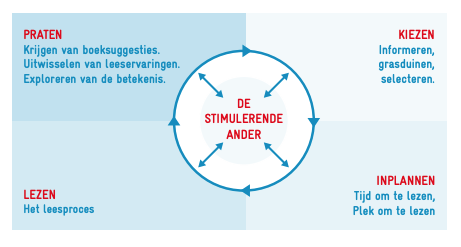 PRATEN
Krijgen van boeksuggesties.
Uitwisselen van leeservaringen.
Exploreren van de betekenis.
KIEZEN
Informeren,
grasduinen,
selecteren.
DE
STIMULERENDE
ANDER
LEZEN
Het leesproces
INPLANNEN
Tijd om te lezen,
Plek om te lezen